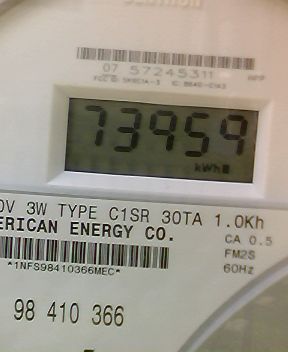 07 57245311
73959
kWh
V 3W TYPE C1SR 30TA 1.0Kh
ERICAN ENERGY CO.
CA 0.5
FM2S
60Hz
*1NFS98410366MEC*
98 410 366